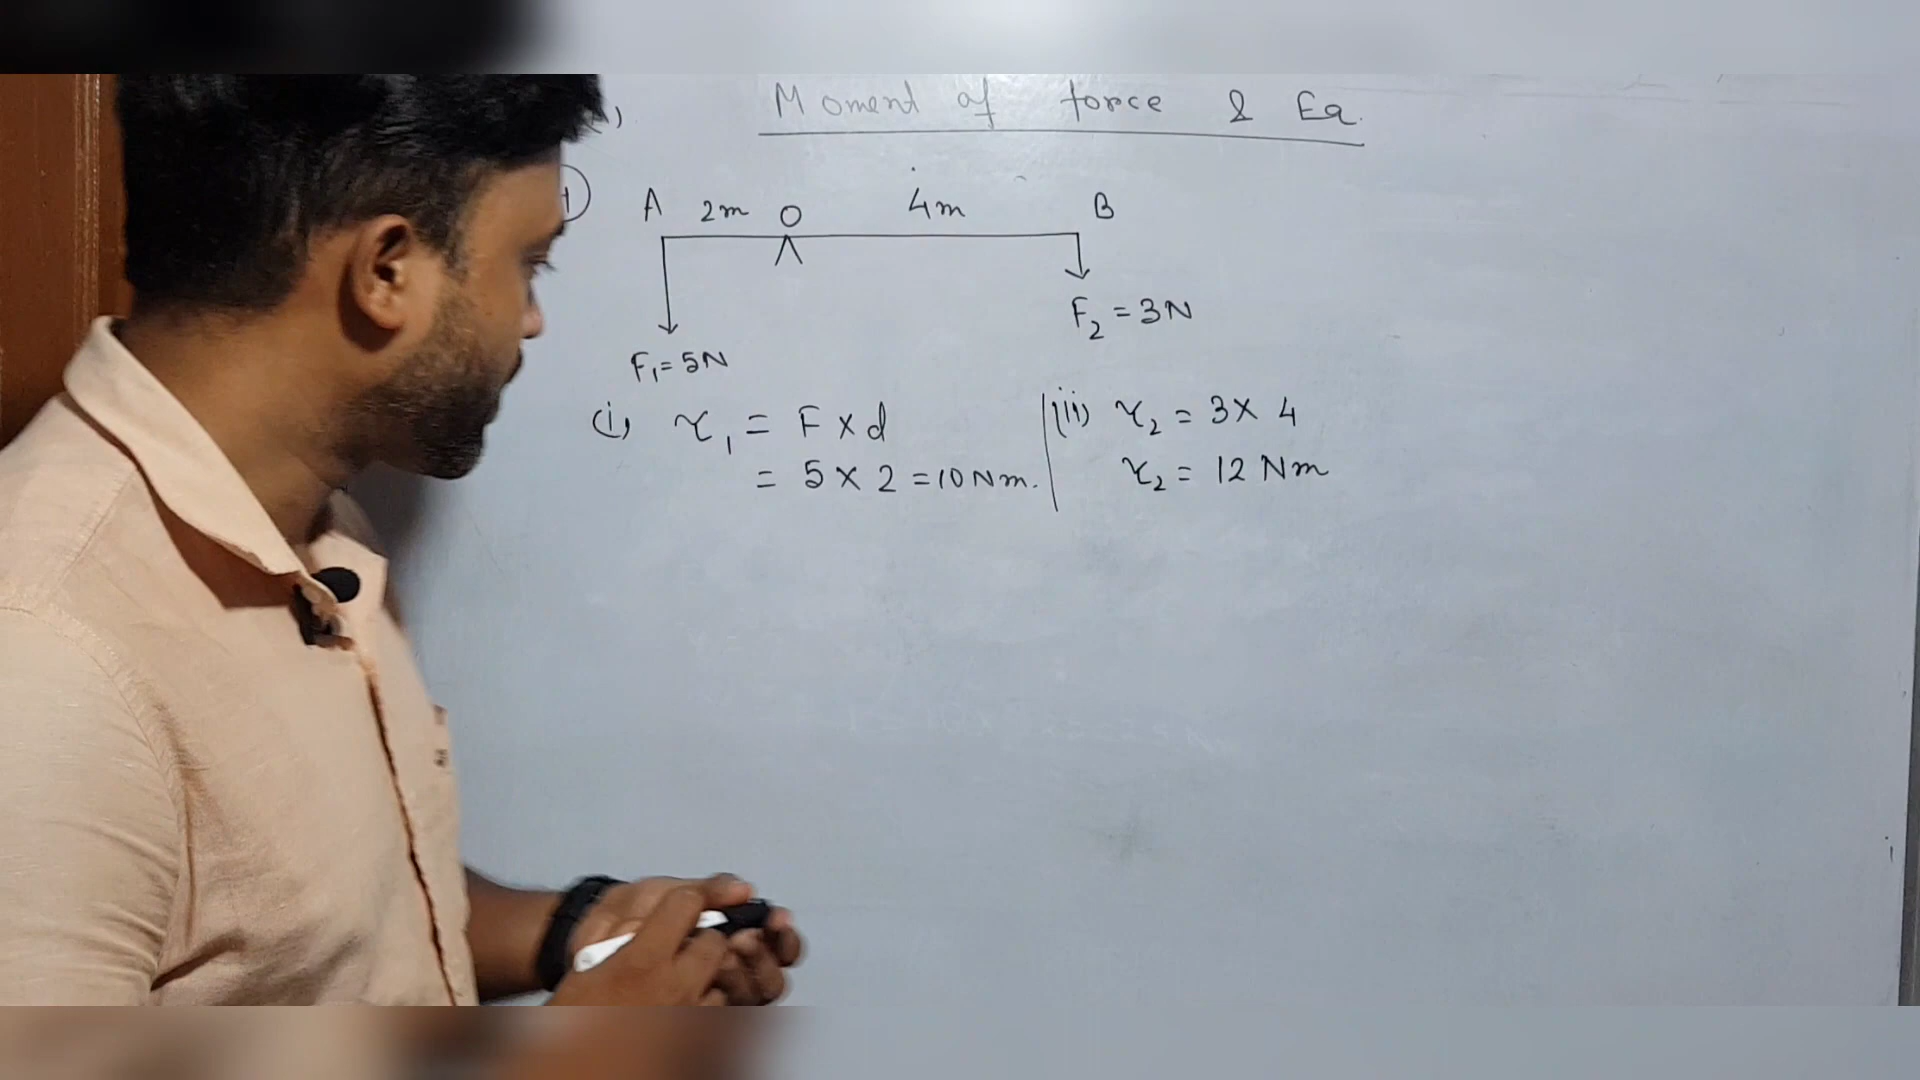 Moment of force & Eq.
A 2m O 4m B
F₂ = 3N
F₁ = 5N
(i) τ₁ = F × d
= 5 × 2 = 10 Nm.
(ii) τ₂ = 3 × 4
τ₂ = 12 Nm